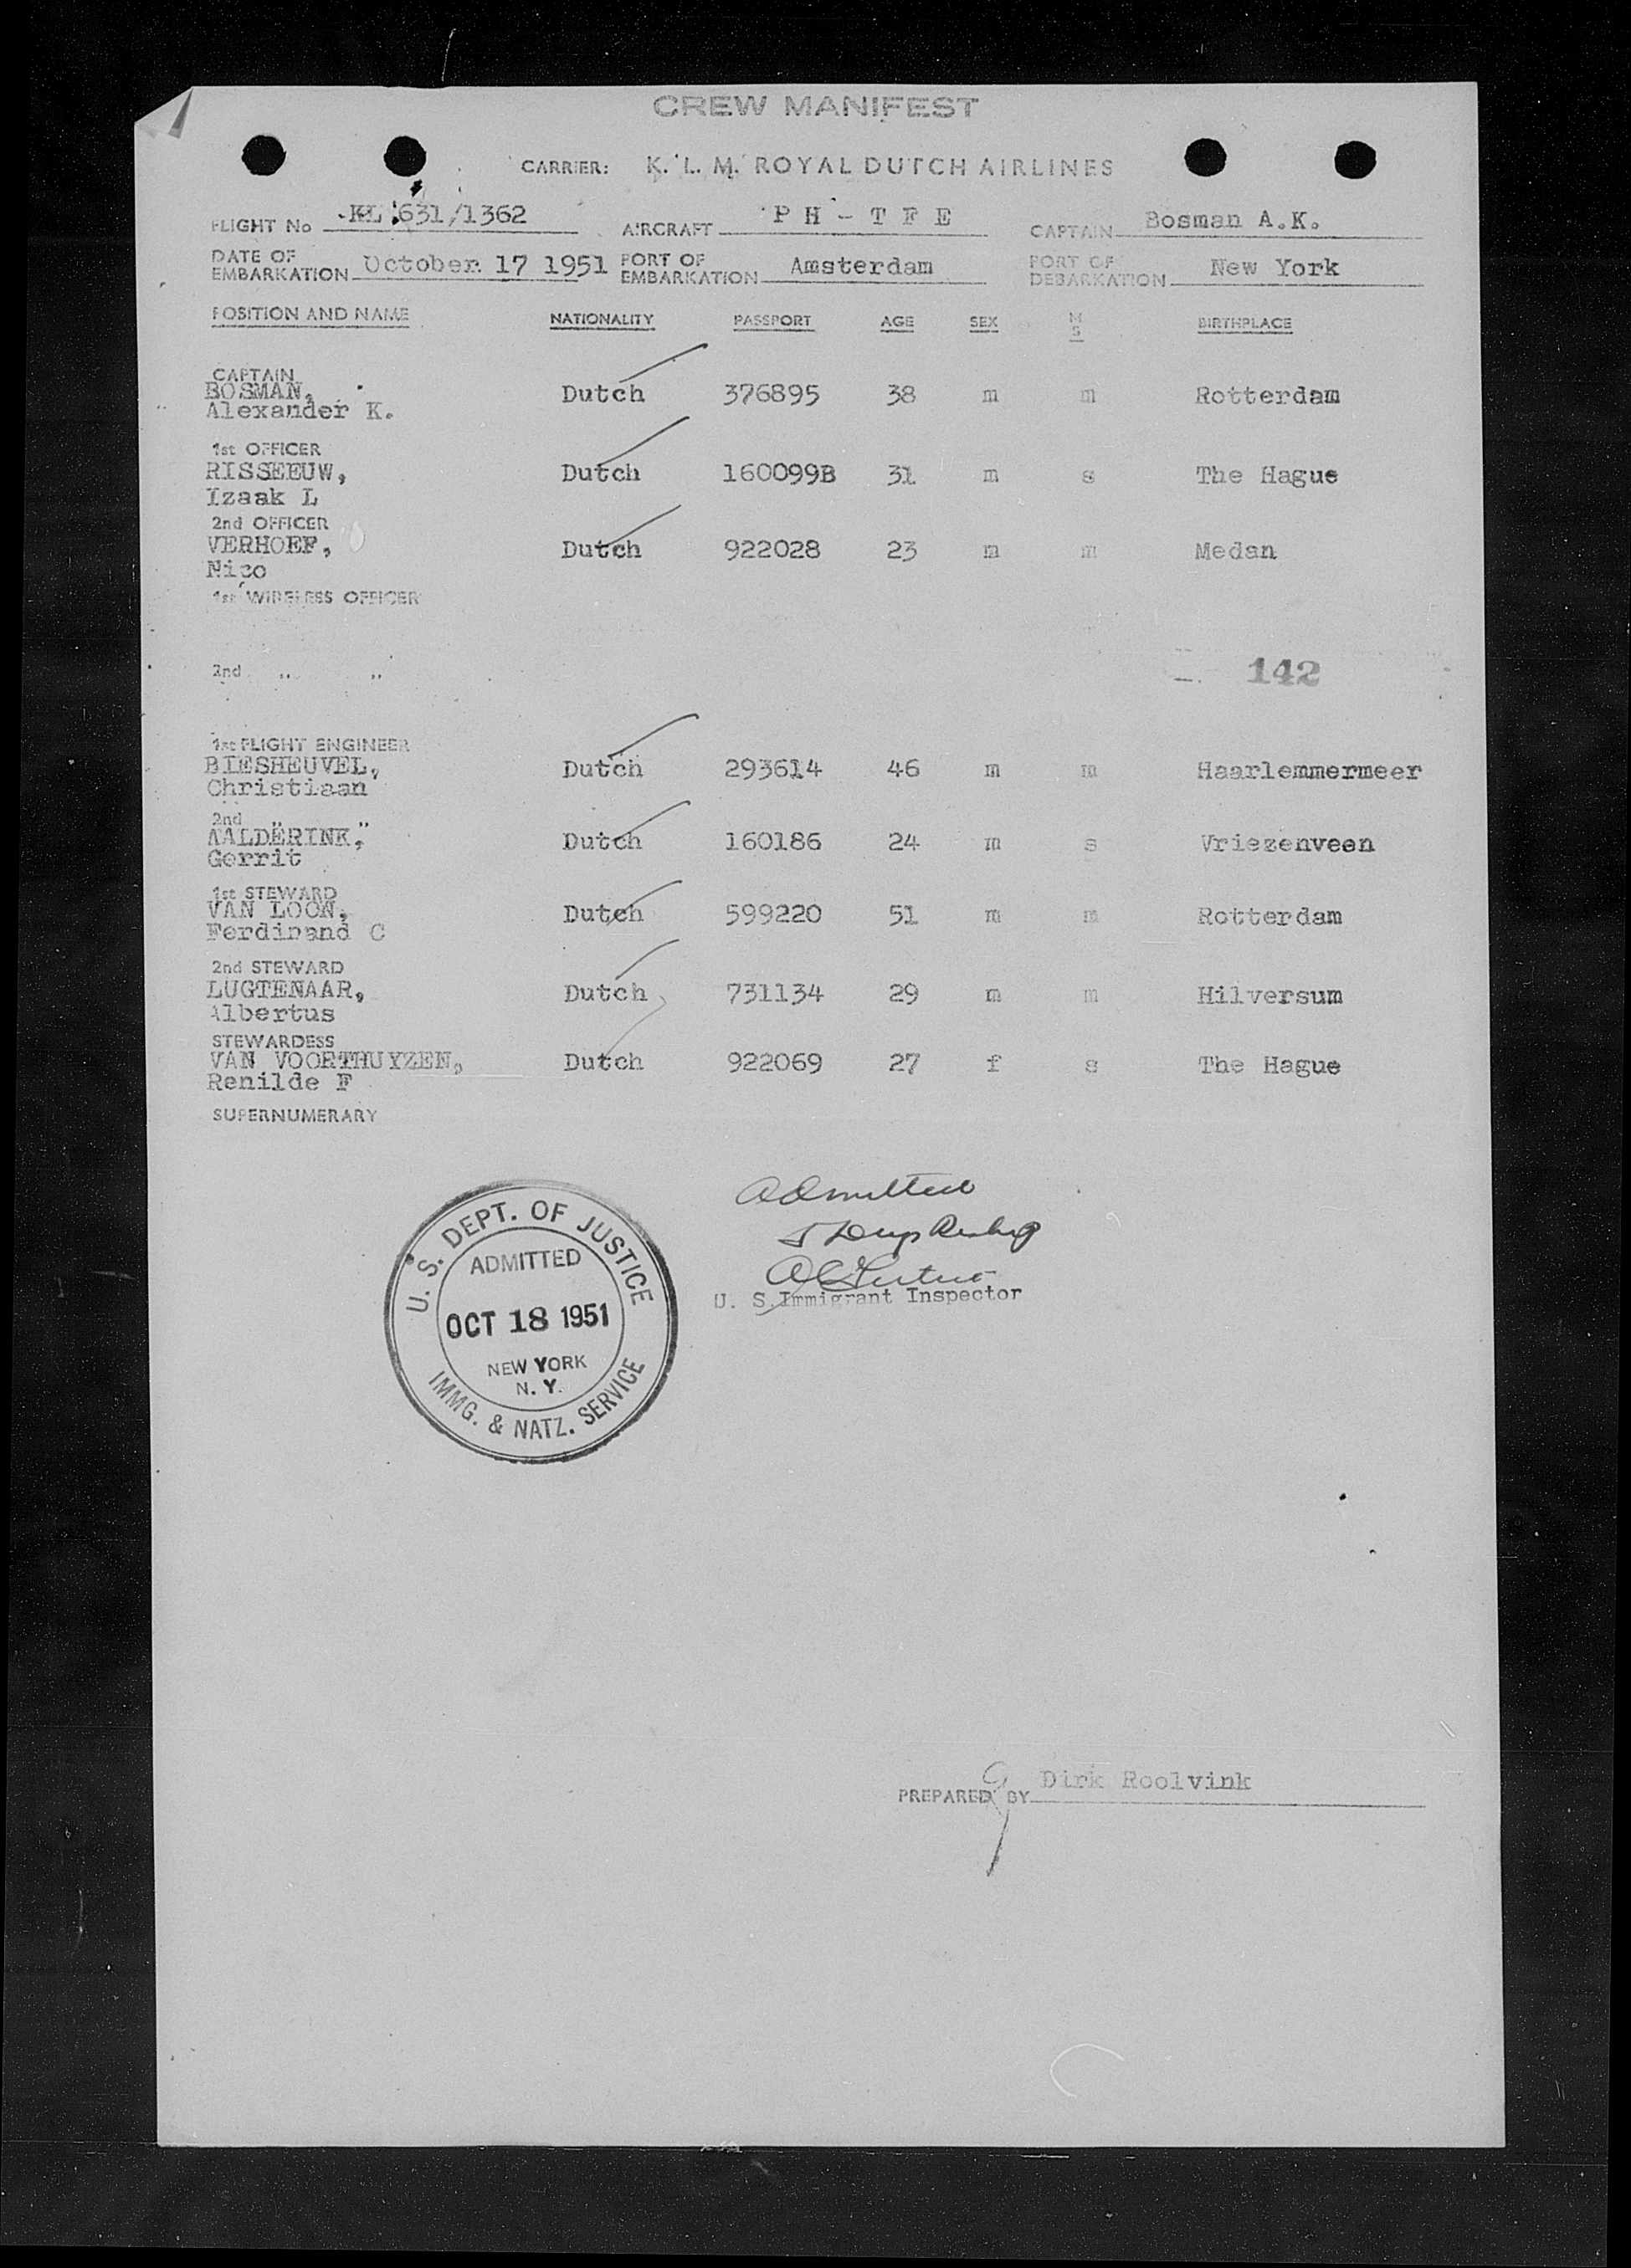 CREW MANIFEST
CARRIER: K. L. M. ROYAL DUTCH AIRLINES
FLIGHT No KL 631/1362 AIRCRAFT PH-TFE CAPTAIN Bosman A.K.
DATE OF EMBARKATION October 17 1951 PORT OF EMBARKATION Amsterdam PORT OF DEBARKATION New York
POSITION AND NAME NATIONALITY PASSPORT AGE SEX M S BIRTHPLACE
CAPTAIN
BOSMAN, Dutch 376895 38 m m Rotterdam
Alexander K.
1st OFFICER
RISSEEUW, Dutch 160099B 31 m s The Hague
Izaak L
2nd OFFICER
VERHOEF, Dutch 922028 23 m m Medan
Nico
1st WIRELESS OFFICER
2nd " "
142
1st FLIGHT ENGINEER
BIESHEUVEL, Dutch 293614 46 m m Haarlemmermeer
Christiaan
2nd " "
AALDERINK, Dutch 160186 24 m s Vriezenveen
Gerrit
1st STEWARD
VAN LOON, Dutch 599220 51 m m Rotterdam
Ferdinand C
2nd STEWARD
LUGTENAAR, Dutch 731134 29 m m Hilversum
Albertus
STEWARDESS
VAN VOORTHUYZEN, Dutch 922069 27 f s The Hague
Renilde F
SUPERNUMERARY
Admitted
U. S. Immigrant Inspector
U. S. DEPT. OF JUSTICE
ADMITTED
OCT 18 1951
NEW YORK
N. Y.
IMMG. & NATZ. SERVICE
PREPARED BY Dirk Roolvink